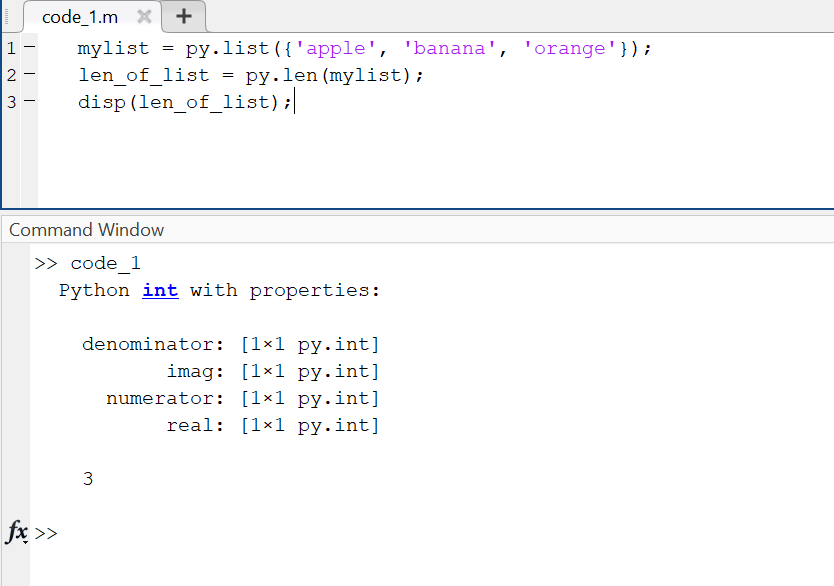 code_1.m
1 – mylist = py.list({'apple', 'banana', 'orange'});
2 – len_of_list = py.len(mylist);
3 – disp(len_of_list);
Command Window
>> code_1
Python int with properties:
denominator: [1×1 py.int]
imag: [1×1 py.int]
numerator: [1×1 py.int]
real: [1×1 py.int]
3
fx >>